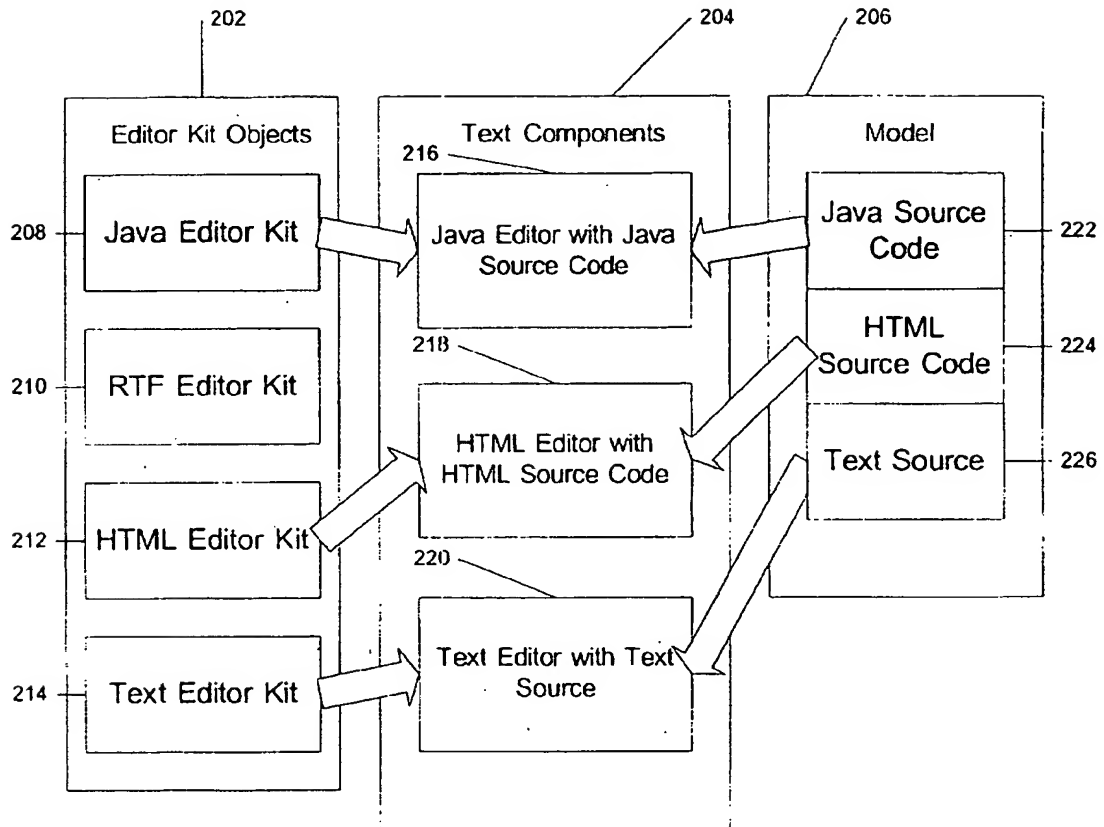 202
204
206
Editor Kit Objects
Text Components
Model
208
Java Editor Kit
210
RTF Editor Kit
212
HTML Editor Kit
214
Text Editor Kit
216
Java Editor with Java
Source Code
218
HTML Editor with
HTML Source Code
220
Text Editor with Text
Source
Java Source
Code
222
HTML
Source Code
224
Text Source
226